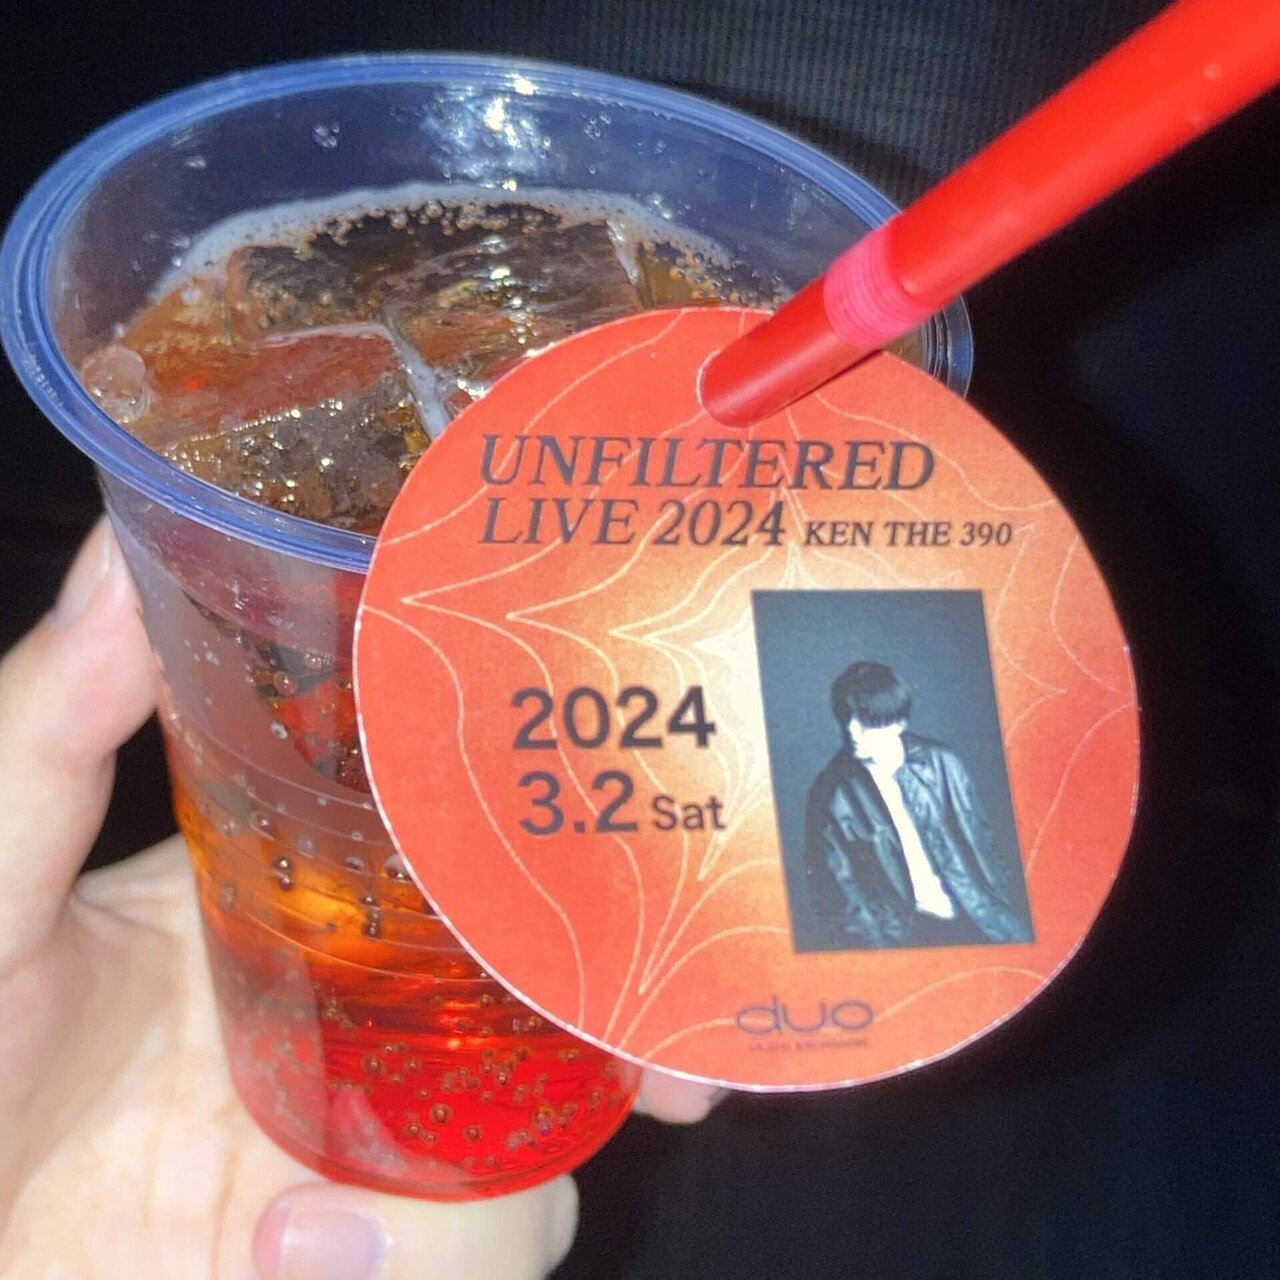 UNFILTERED
LIVE 2024 KEN THE 390
2024
3.2 Sat
duo